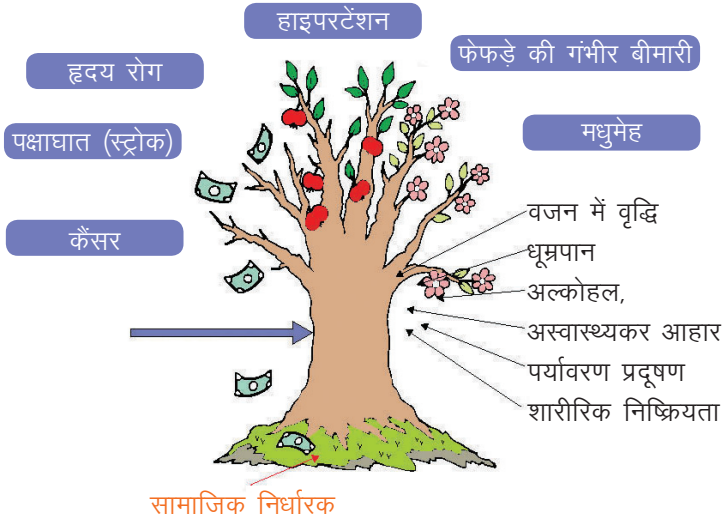 हाइपरटेंशन
हृदय रोग
फेफड़े की गंभीर बीमारी
पक्षाघात (स्ट्रोक)
मधुमेह
कैंसर
वजन में वृद्धि
धूम्रपान
अल्कोहल,
अस्वास्थ्यकर आहार
पर्यावरण प्रदूषण
शारीरिक निष्क्रियता
सामाजिक निर्धारक